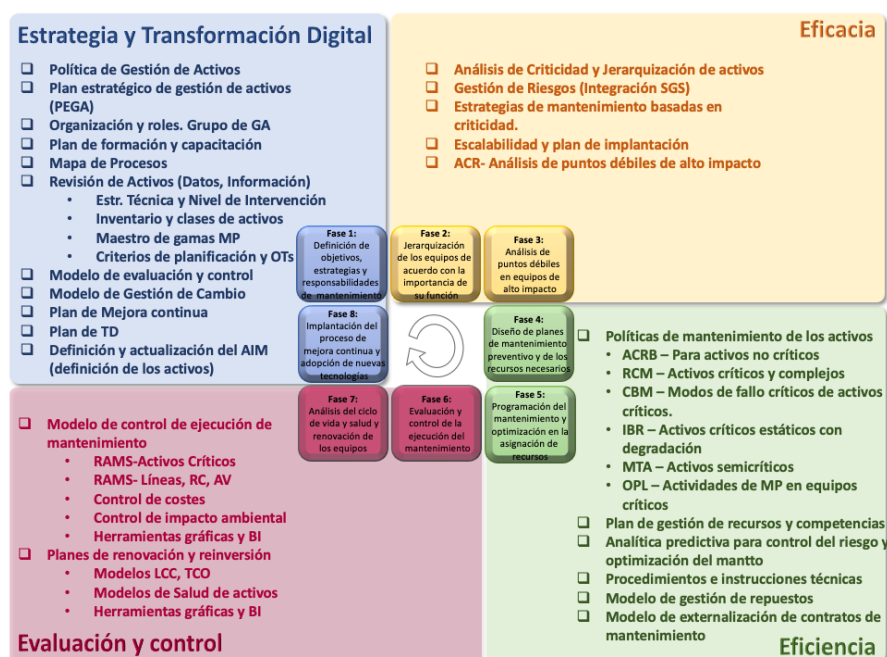 Estrategia y Transformación Digital
❑ Política de Gestión de Activos
❑ Plan estratégico de gestión de activos
(PEGA)
❑ Organización y roles. Grupo de GA
❑ Plan de formación y capacitación
❑ Mapa de Procesos
❑ Revisión de Activos (Datos, Información)
• Estr. Técnica y Nivel de Intervención
• Inventario y clases de activos
• Maestro de gamas MP
• Criterios de planificación y OTs
❑ Modelo de evaluación y control
❑ Modelo de Gestión de Cambio
❑ Plan de Mejora continua
❑ Plan de TD
❑ Definición y actualización del AIM
(definición de los activos)
Eficacia
❑ Análisis de Criticidad y Jerarquización de activos
❑ Gestión de Riesgos (Integración SGS)
❑ Estrategias de mantenimiento basadas en
criticidad.
❑ Escalabilidad y plan de implantación
❑ ACR- Análisis de puntos débiles de alto impacto
Fase 1:
Definición de
objetivos,
estrategias y
responsabilidades
de mantenimiento
Fase 2:
Jerarquización
de los equipos de
acuerdo con la
importancia de
su función
Fase 3:
Análisis de
puntos débiles
en equipos de
alto impacto
Fase 8:
Implantación del
proceso de
mejora continua y
adopción de nuevas
tecnologías
Fase 4:
Diseño de planes
de mantenimiento
preventivo y de los
recursos necesarios
Fase 7:
Análisis del ciclo
de vida y salud y
renovación de
los equipos
Fase 6:
Evaluación y
control de la
ejecución del
mantenimiento
Fase 5:
Programación del
mantenimiento y
optimización en la
asignación de
recursos
❑ Políticas de mantenimiento de los activos
• ACRB – Para activos no críticos
• RCM – Activos críticos y complejos
• CBM – Modos de fallo críticos de activos
críticos.
• IBR – Activos críticos estáticos con
degradación
• MTA – Activos semicríticos
• OPL – Actividades de MP en equipos
críticos
❑ Plan de gestión de recursos y competencias
❑ Analítica predictiva para control del riesgo y
optimización del mantto
❑ Procedimientos e instrucciones técnicas
❑ Modelo de gestión de repuestos
❑ Modelo de externalización de contratos de
mantenimiento
Eficiencia
❑ Modelo de control de ejecución de
mantenimiento
• RAMS-Activos Críticos
• RAMS- Líneas, RC, AV
• Control de costes
• Control de impacto ambiental
• Herramientas gráficas y BI
❑ Planes de renovación y reinversión
• Modelos LCC, TCO
• Modelos de Salud de activos
• Herramientas gráficas y BI
Evaluación y control